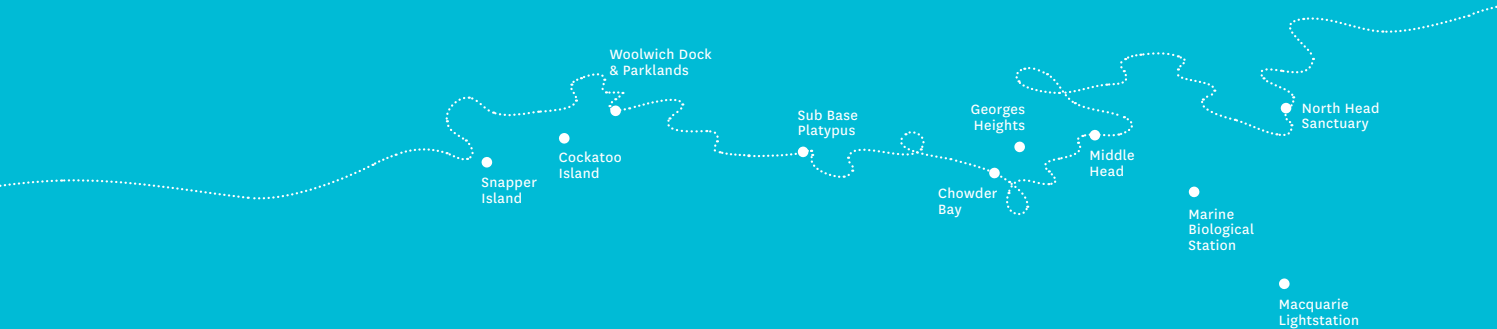 Woolwich Dock
& Parklands
Snapper
Island
Cockatoo
Island
Sub Base
Platypus
Georges
Heights
Chowder
Bay
Middle
Head
North Head
Sanctuary
Marine
Biological
Station
Macquarie
Lightstation